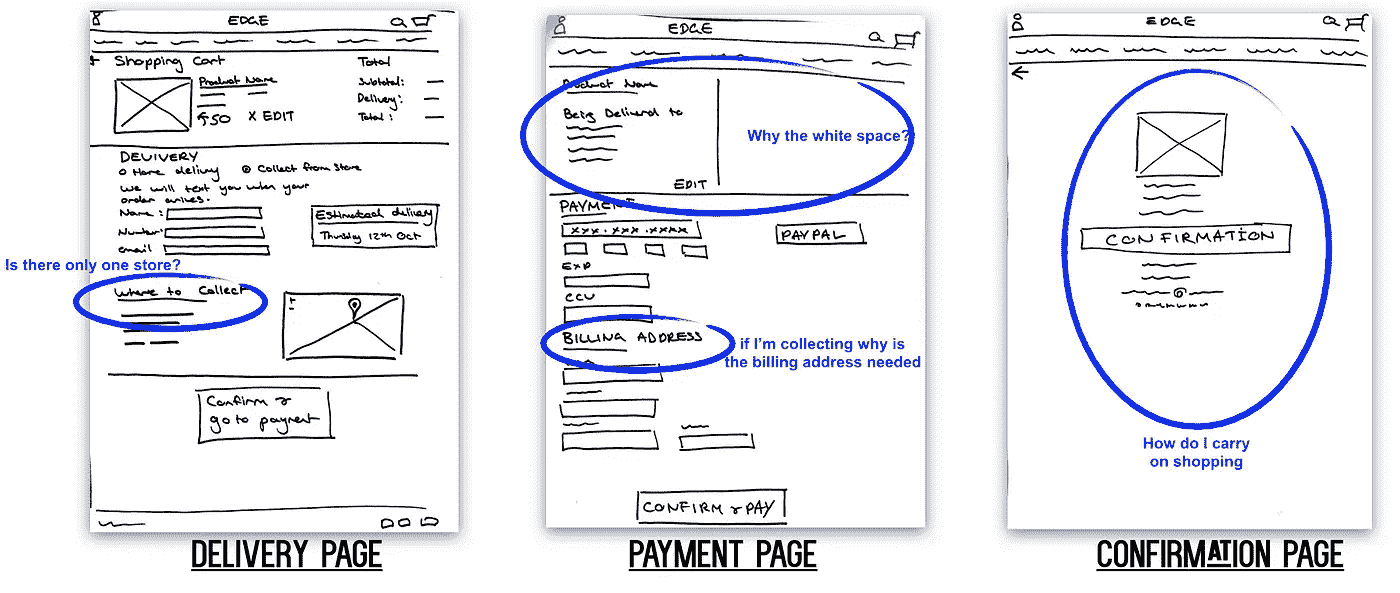 EDGE
Shopping Cart
Total
Product Name
Subtotal:
Delivery:
50 X EDIT
Total:
DELIVERY
O Home delivery Collect from Store
We will text you when your
order arrives.
Name:
Number:
email
Estimated delivery
Thursday 12th Oct
Is there only one store?
Where to Collect
Confirm &
go to payment
DELIVERY PAGE
EDGE
Product Name
Being Delivered to
Why the white space?
EDIT
PAYMENT
xxx.xxx.xxxx
PAYPAL
EXP
CCV
BILLING ADDRESS
if I'm collecting why is
the billing address needed
CONFIRM & PAY
PAYMENT PAGE
EDGE
CONFIRMATION
How do I carry
on shopping
CONFIRMATION PAGE